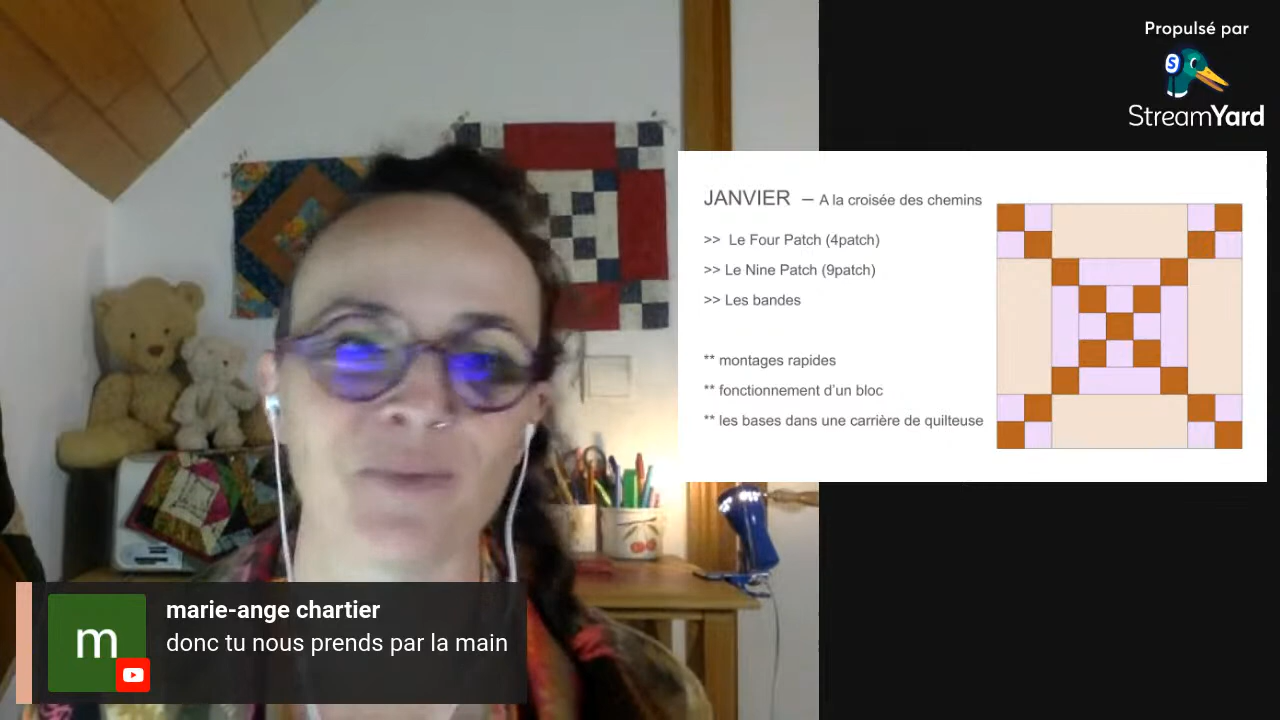 Propulsé par
StreamYard
JANVIER – A la croisée des chemins
>> Le Four Patch (4patch)
>> Le Nine Patch (9patch)
>> Les bandes
** montages rapides
** fonctionnement d'un bloc
** les bases dans une carrière de quilteuse
m
marie-ange chartier
donc tu nous prends par la main